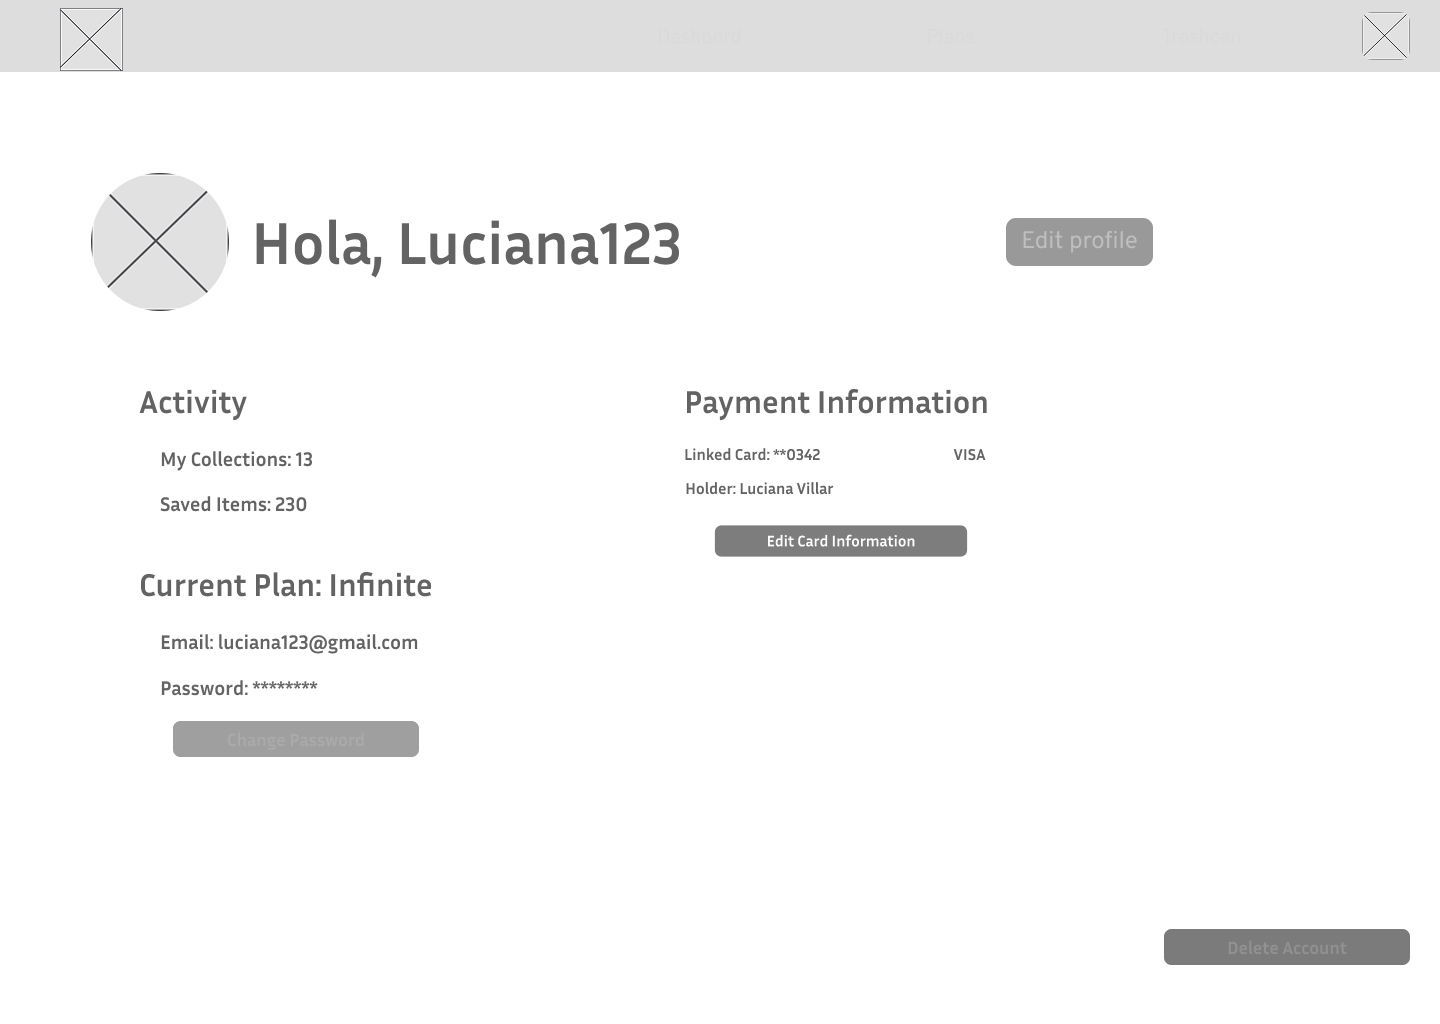 Dashboard
Plans
Hola, Luciana123
Edit profile
Activity
My Collections: 13
Saved Items: 230
Current Plan: Infinite
Email: luciana123@gmail.com
Password: ********
Change Password
Payment Information
Linked Card: **0342 VISA
Holder: Luciana Villar
Edit Card Information
Delete Account